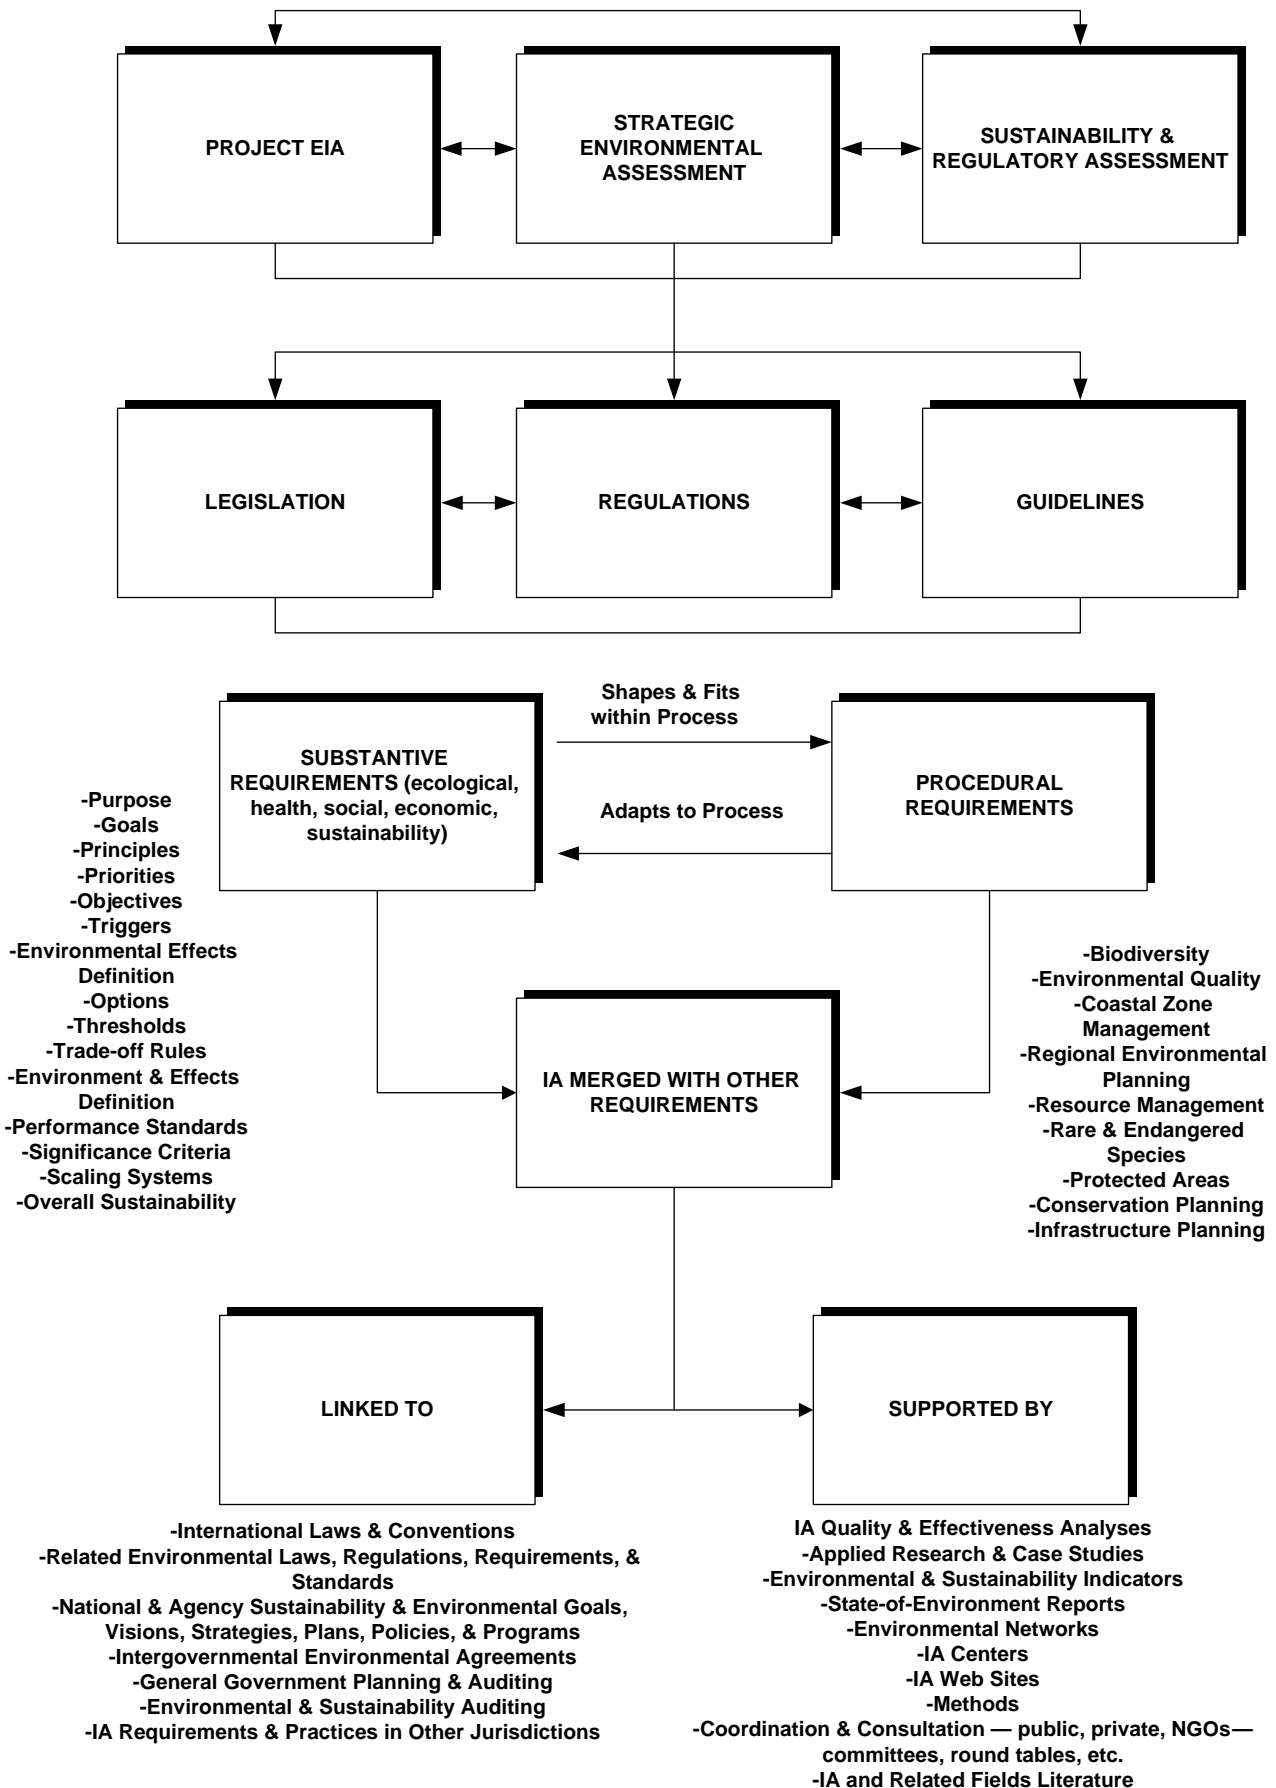 PROJECT EIA
STRATEGIC
ENVIRONMENTAL
ASSESSMENT
SUSTAINABILITY &
REGULATORY ASSESSMENT
LEGISLATION
REGULATIONS
GUIDELINES
SUBSTANTIVE
REQUIREMENTS (ecological,
health, social, economic,
sustainability)
Shapes & Fits
within Process
Adapts to Process
PROCEDURAL
REQUIREMENTS
-Purpose
-Goals
-Principles
-Priorities
-Objectives
-Triggers
-Environmental Effects
Definition
-Options
-Thresholds
-Trade-off Rules
-Environment & Effects
Definition
-Performance Standards
-Significance Criteria
-Scaling Systems
-Overall Sustainability
IA MERGED WITH OTHER
REQUIREMENTS
-Biodiversity
-Environmental Quality
-Coastal Zone
Management
-Regional Environmental
Planning
-Resource Management
-Rare & Endangered
Species
-Protected Areas
-Conservation Planning
-Infrastructure Planning
LINKED TO
SUPPORTED BY
-International Laws & Conventions
-Related Environmental Laws, Regulations, Requirements, &
Standards
-National & Agency Sustainability & Environmental Goals,
Visions, Strategies, Plans, Policies, & Programs
-Intergovernmental Environmental Agreements
-General Government Planning & Auditing
-Environmental & Sustainability Auditing
-IA Requirements & Practices in Other Jurisdictions
IA Quality & Effectiveness Analyses
-Applied Research & Case Studies
-Environmental & Sustainability Indicators
-State-of-Environment Reports
-Environmental Networks
-IA Centers
-IA Web Sites
-Methods
-Coordination & Consultation — public, private, NGOs—
committees, round tables, etc.
-IA and Related Fields Literature